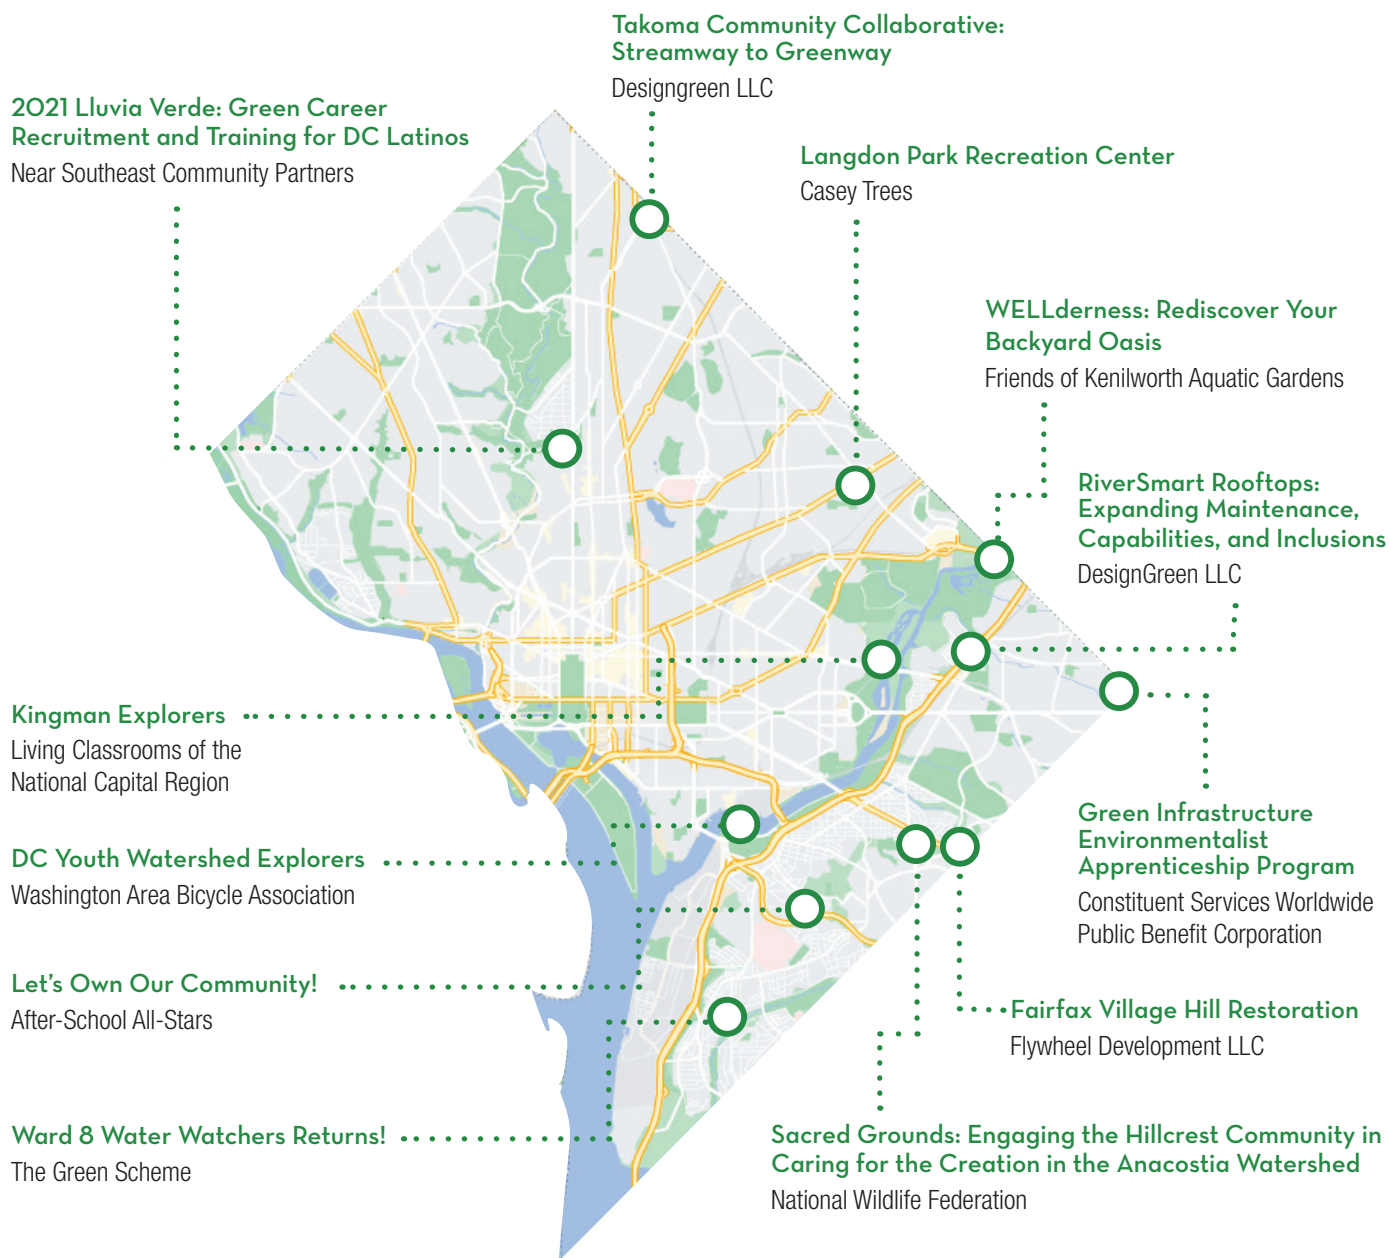 Takoma Community Collaborative:
Streamway to Greenway
Designgreen LLC
2021 Lluvia Verde: Green Career
Recruitment and Training for DC Latinos
Near Southeast Community Partners
Langdon Park Recreation Center
Casey Trees
WELLderness: Rediscover Your
Backyard Oasis
Friends of Kenilworth Aquatic Gardens
RiverSmart Rooftops:
Expanding Maintenance,
Capabilities, and Inclusions
DesignGreen LLC
Kingman Explorers
Living Classrooms of the
National Capital Region
Green Infrastructure
Environmentalist
Apprenticeship Program
Constituent Services Worldwide
Public Benefit Corporation
DC Youth Watershed Explorers
Washington Area Bicycle Association
Let's Own Our Community!
After-School All-Stars
Fairfax Village Hill Restoration
Flywheel Development LLC
Ward 8 Water Watchers Returns!
The Green Scheme
Sacred Grounds: Engaging the Hillcrest Community in
Caring for the Creation in the Anacostia Watershed
National Wildlife Federation